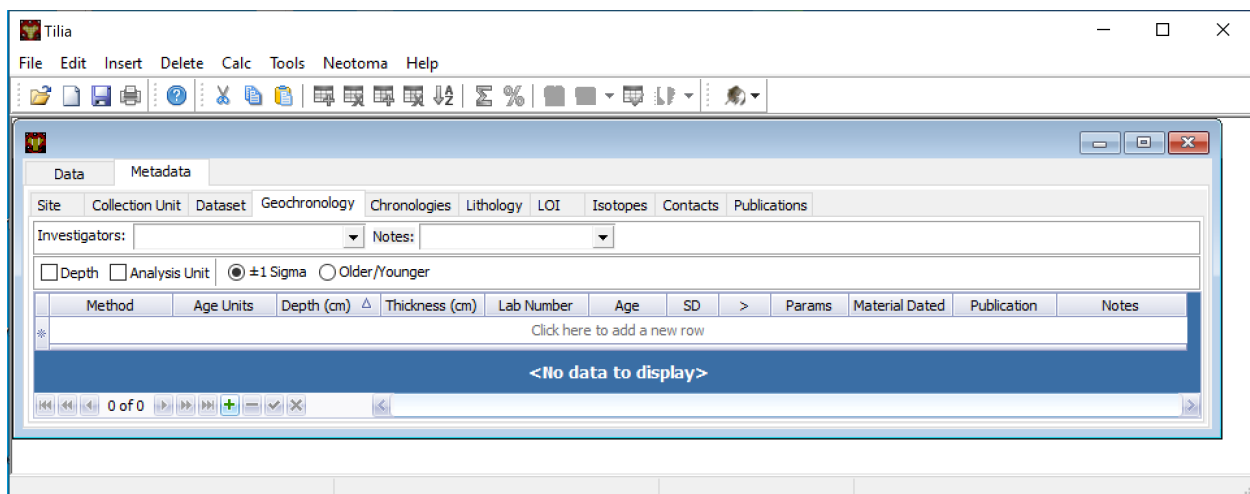 Tilia
File Edit Insert Delete Calc Tools Neotoma Help
Σ %
Data Metadata
Site Collection Unit Dataset Geochronology Chronologies Lithology LOI Isotopes Contacts Publications
Investigators: Notes:
Depth Analysis Unit ±1 Sigma Older/Younger
Method Age Units Depth (cm) Thickness (cm) Lab Number Age SD > Params Material Dated Publication Notes
Click here to add a new row
<No data to display>
0 of 0